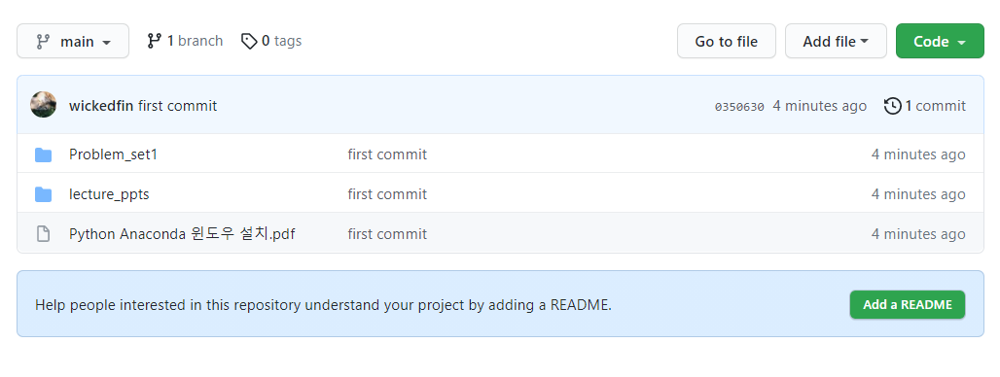 main 1 branch 0 tags Go to file Add file Code
wickedfin first commit 0350630 4 minutes ago 1 commit
Problem_set1 first commit 4 minutes ago
lecture_ppts first commit 4 minutes ago
Python Anaconda 윈도우 설치.pdf first commit 4 minutes ago
Help people interested in this repository understand your project by adding a README. Add a README